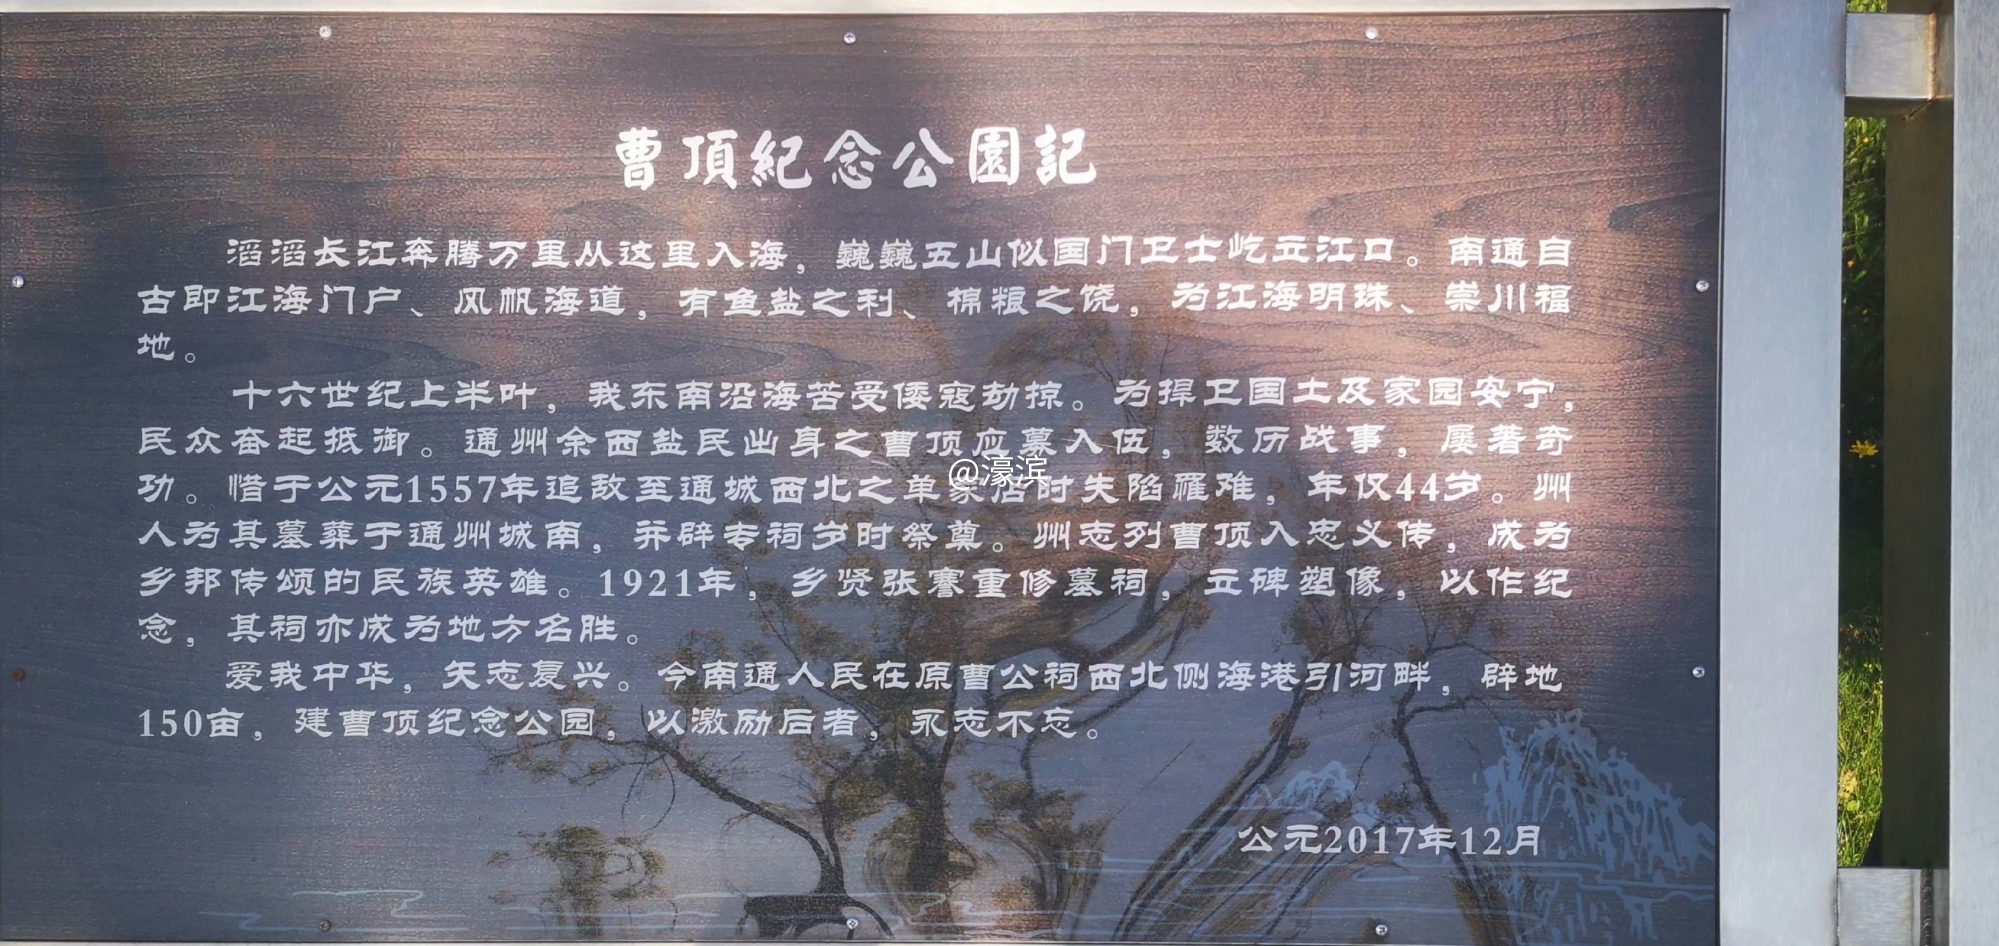 曹頂紀念公園記
滔滔长江奔腾万里从这里入海，巍巍五山似国门卫士屹立江口。南通自
古即江海门户、风帆海道，有鱼盐之利、棉粮之饶，为江海明珠、崇川福
地。
十六世纪上半叶，我东南沿海苦受倭寇劫掠。为捍卫国土及家园安宁，
民众奋起抵御。通州余西盐民出身之曹顶应募入伍，数历战事，屡著奇
功。惜于公元1557年追敌至通城西北之单家店时失陷罹难，年仅44岁。州
人为其墓葬于通州城南，并辟专祠岁时祭奠。州志列曹顶入忠义传，成为
乡邦传颂的民族英雄。1921年，乡贤张謇重修墓祠，立碑塑像，以作纪
念，其祠亦成为地方名胜。
爱我中华，矢志复兴。今南通人民在原曹公祠西北侧海港引河畔，辟地
150亩，建曹顶纪念公园，以激励后者，永志不忘。
公元2017年12月
@濠滨